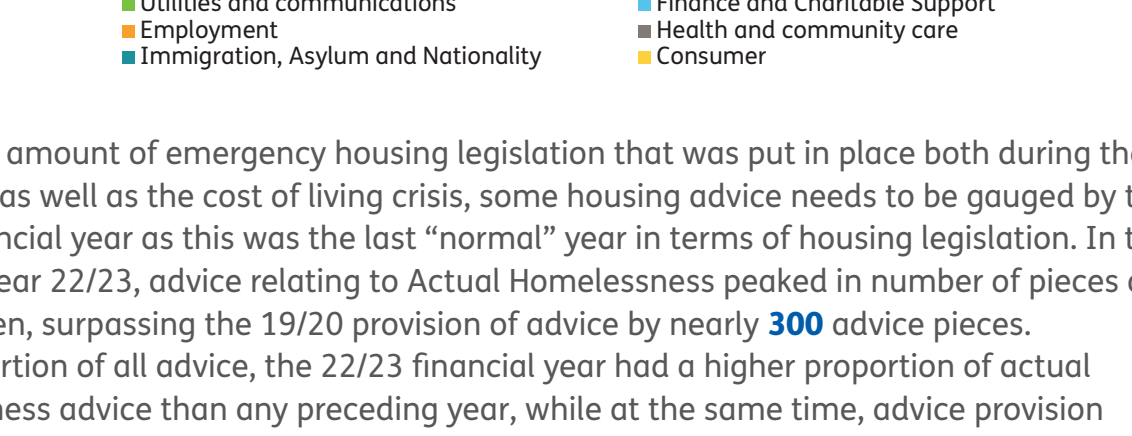 Utilities and communications
Finance and Charitable Support
Employment
Health and community care
Immigration, Asylum and Nationality
Consumer
amount of emergency housing legislation that was put in place both during th
as well as the cost of living crisis, some housing advice needs to be gauged by t
ncial year as this was the last “normal” year in terms of housing legislation. In t
ear 22/23, advice relating to Actual Homelessness peaked in number of pieces
en, surpassing the 19/20 provision of advice by nearly 300 advice pieces.
rtion of all advice, the 22/23 financial year had a higher proportion of actual
ness advice than any preceding year, while at the same time, advice provision